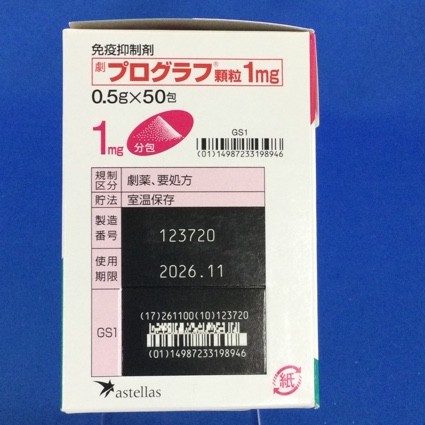 免疫抑制剤
劇 プログラフ® 顆粒1mg
0.5g×50包
1mg 分包
GS1
(01)14987233198946
規制区分 劇薬、要処方
貯法 室温保存
製造番号 123720
使用期限 2026.11
GS1
(17)261100(10)123720
(01)14987233198946
astellas
紙